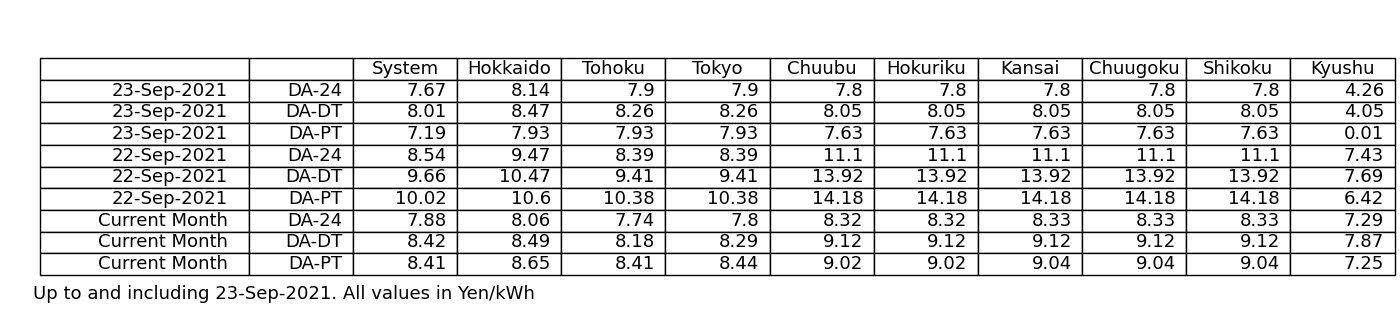 System Hokkaido Tohoku Tokyo Chuubu Hokuriku Kansai Chuugoku Shikoku Kyushu
23-Sep-2021 DA-24 7.67 8.14 7.9 7.9 7.8 7.8 7.8 7.8 7.8 4.26
23-Sep-2021 DA-DT 8.01 8.47 8.26 8.26 8.05 8.05 8.05 8.05 8.05 4.05
23-Sep-2021 DA-PT 7.19 7.93 7.93 7.93 7.63 7.63 7.63 7.63 7.63 0.01
22-Sep-2021 DA-24 8.54 9.47 8.39 8.39 11.1 11.1 11.1 11.1 11.1 7.43
22-Sep-2021 DA-DT 9.66 10.47 9.41 9.41 13.92 13.92 13.92 13.92 13.92 7.69
22-Sep-2021 DA-PT 10.02 10.6 10.38 10.38 14.18 14.18 14.18 14.18 14.18 6.42
Current Month DA-24 7.88 8.06 7.74 7.8 8.32 8.32 8.33 8.33 8.33 7.29
Current Month DA-DT 8.42 8.49 8.18 8.29 9.12 9.12 9.12 9.12 9.12 7.87
Current Month DA-PT 8.41 8.65 8.41 8.44 9.02 9.02 9.04 9.04 9.04 7.25
Up to and including 23-Sep-2021. All values in Yen/kWh